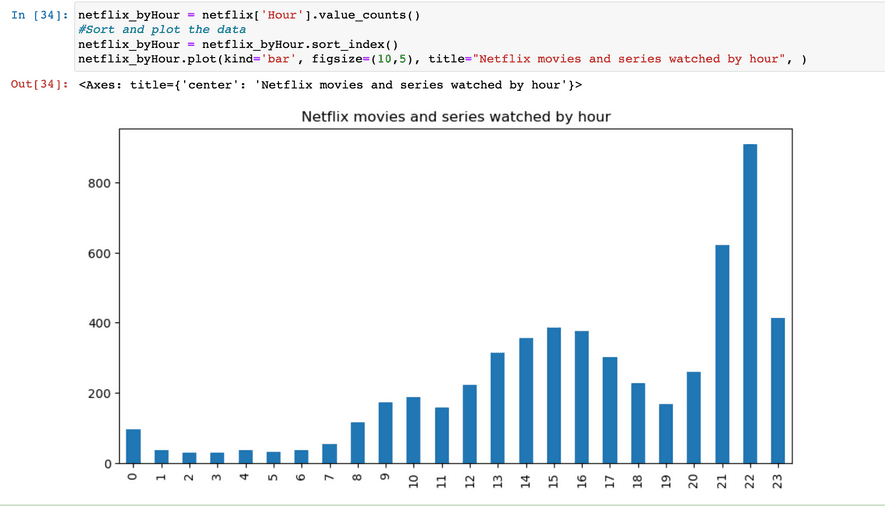 In [34]: netflix_byHour = netflix['Hour'].value_counts()
#Sort and plot the data
netflix_byHour = netflix_byHour.sort_index()
netflix_byHour.plot(kind='bar', figsize=(10,5), title="Netflix movies and series watched by hour", )
Out[34]: <Axes: title={'center': 'Netflix movies and series watched by hour'}>
Netflix movies and series watched by hour
800
600
400
200
0
0 1 2 3 4 5 6 7 8 9 10 11 12 13 14 15 16 17 18 19 20 21 22 23